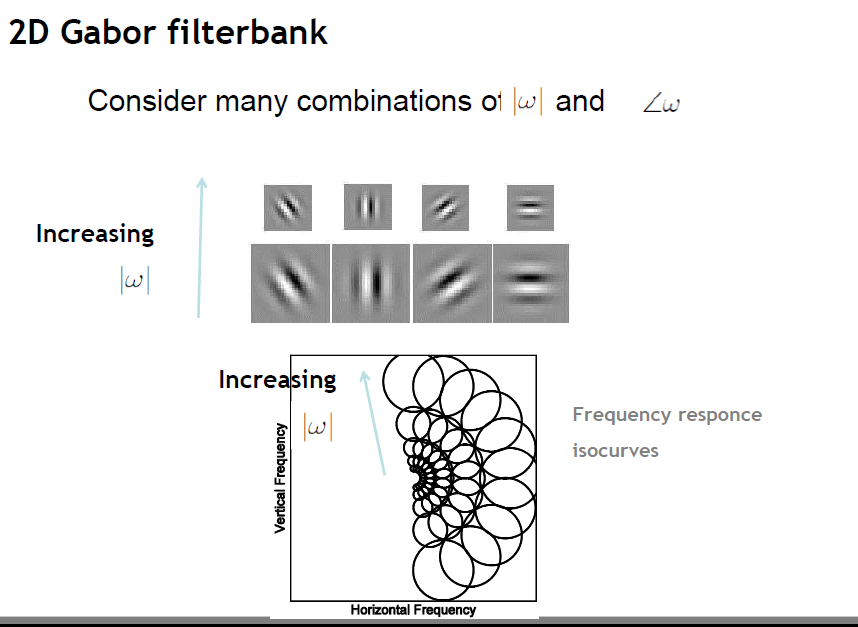 2D Gabor filterbank
Consider many combinations of |ω| and ∠ω
Increasing
|ω|
Increasing
|ω|
Vertical Frequency
Frequency responce
isocurves
Horizontal Frequency